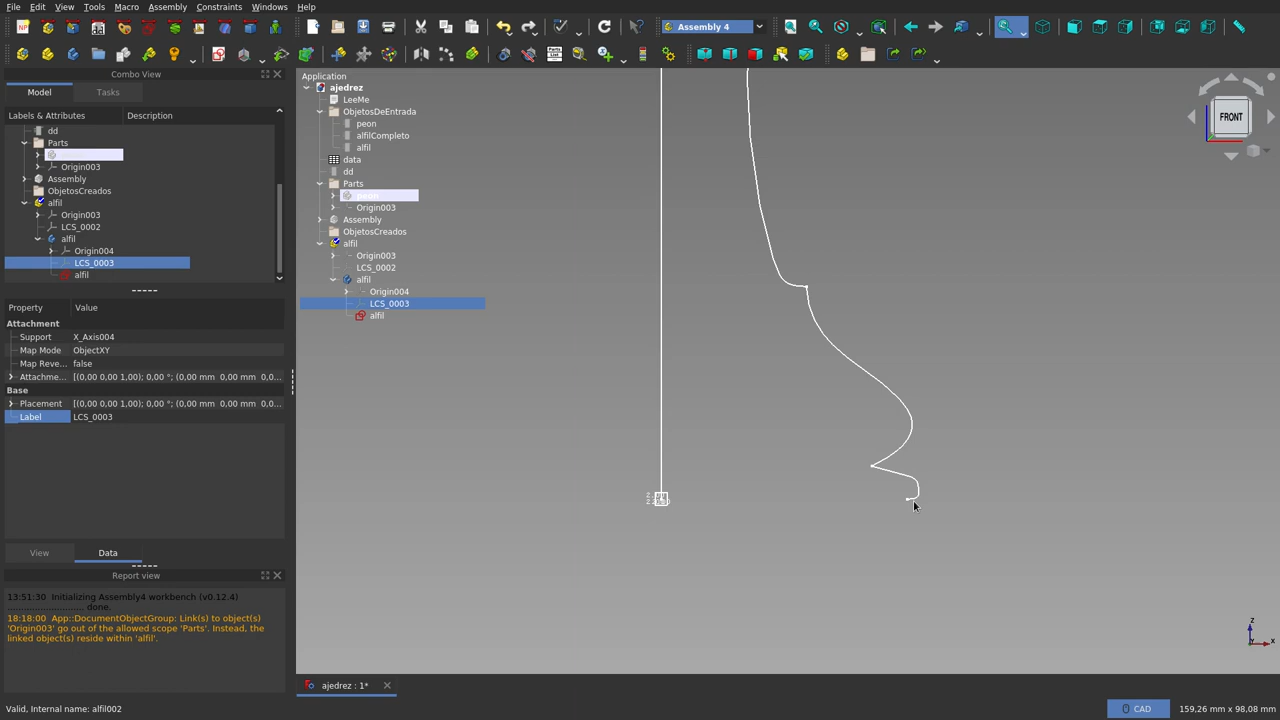 File Edit View Tools Macro Assembly Constraints Windows Help
Assembly 4
Combo View
Model Tasks
Labels & Attributes Description
dd
Parts
Origin003
Assembly
ObjetosCreados
alfil
Origin003
LCS_0002
alfil
Origin004
LCS_0003
alfil
Property Value
Attachment
Support X_Axis004
Map Mode ObjectXY
Map Reve... false
Attachme... [(0,00 0,00 1,00); 0,00 °; (0,00 mm 0,00 mm 0,0...
Base
Placement [(0,00 0,00 1,00); 0,00 °; (0,00 mm 0,00 mm 0,0...
Label LCS_0003
View Data
Report view
13:51:30 Initializing Assembly4 workbench (v0.12.4)
.................................. done.
18:18:00 App::DocumentObjectGroup: Link(s) to object(s)
'Origin003' go out of the allowed scope 'Parts'. Instead, the
linked object(s) reside within 'alfil'.
Application
ajedrez
LeeMe
ObjetosDeEntrada
peon
alfilCompleto
alfil
data
dd
Parts
peon
Origin003
Assembly
ObjetosCreados
alfil
Origin003
LCS_0002
alfil
Origin004
LCS_0003
alfil
FRONT
Z
Y X
ajedrez : 1*
Valid, Internal name: alfil002
CAD 159,26 mm x 98,08 mm